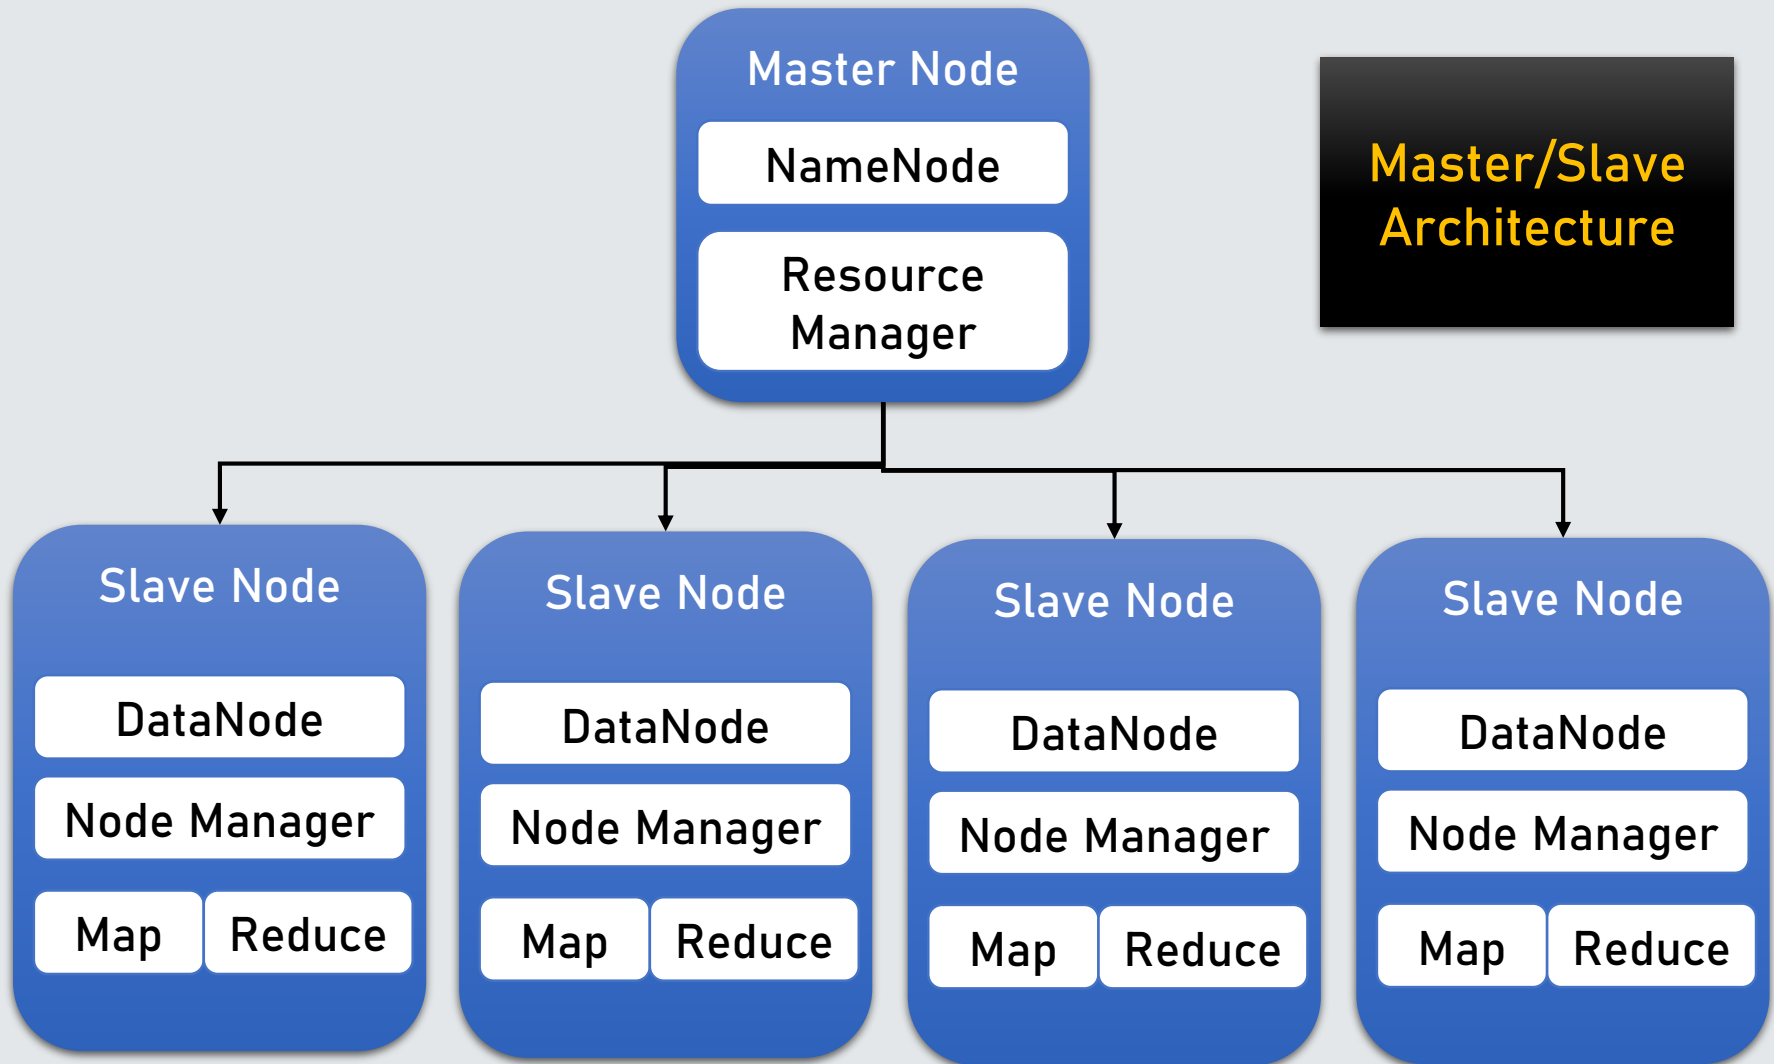 Master Node
NameNode
Resource
Manager
Master/Slave
Architecture
Slave Node
DataNode
Node Manager
Map
Reduce
Slave Node
DataNode
Node Manager
Map
Reduce
Slave Node
DataNode
Node Manager
Map
Reduce
Slave Node
DataNode
Node Manager
Map
Reduce